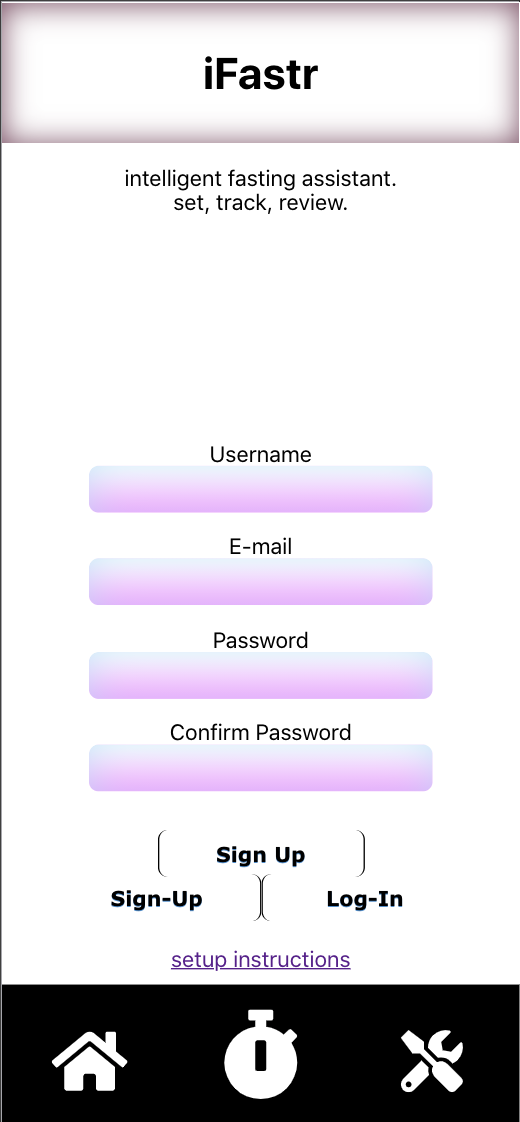 iFastr
intelligent fasting assistant.
set, track, review.
Username
E-mail
Password
Confirm Password
Sign Up
Sign-Up
Log-In
setup instructions